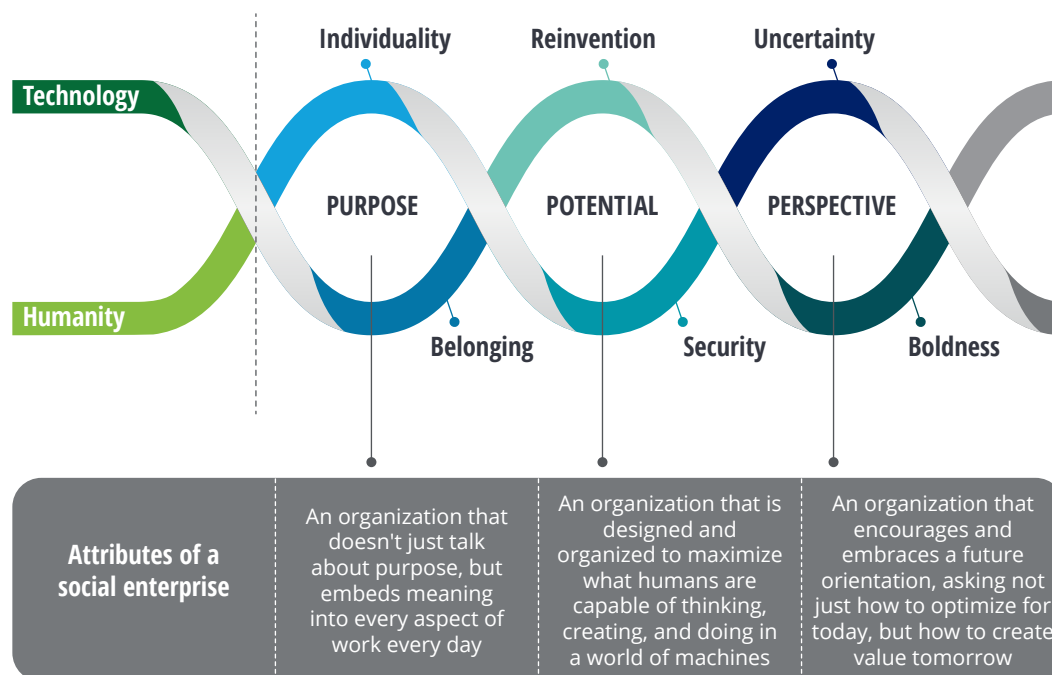 Individuality
Reinvention
Uncertainty
Technology
PURPOSE
POTENTIAL
PERSPECTIVE
Humanity
Belonging
Security
Boldness
Attributes of a
social enterprise
An organization that
doesn't just talk
about purpose, but
embeds meaning
into every aspect of
work every day
An organization that is
designed and
organized to maximize
what humans are
capable of thinking,
creating, and doing in
a world of machines
An organization that
encourages and
embraces a future
orientation, asking not
just how to optimize for
today, but how to create
value tomorrow